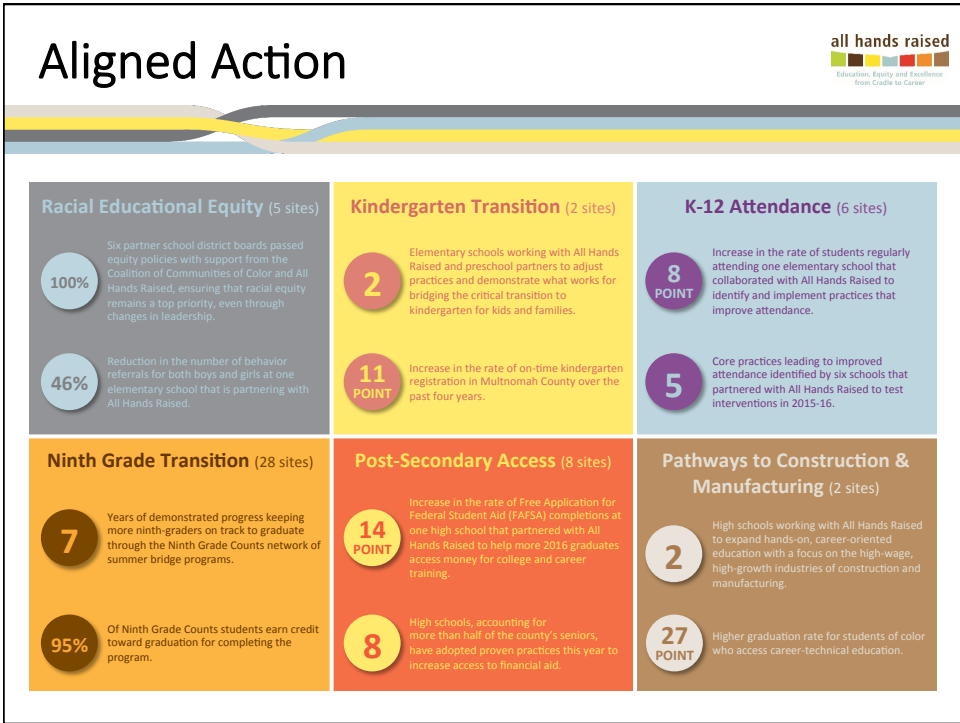 Aligned Action
all hands raised
Education, Equity and Excellence
from Cradle to Career
Racial Educational Equity (5 sites)
100%
Six partner school district boards passed
equity policies with support from the
Coalition of Communities of Color and All
Hands Raised, ensuring that racial equity
remains a top priority, even through
changes in leadership.
46%
Reduction in the number of behavior
referrals for both boys and girls at one
elementary school that is partnering with
All Hands Raised.
Kindergarten Transition (2 sites)
2
Elementary schools working with All Hands
Raised and preschool partners to adjust
practices and demonstrate what works for
bridging the critical transition to
kindergarten for kids and families.
11
POINT
Increase in the rate of on-time kindergarten
registration in Multnomah County over the
past four years.
K-12 Attendance (6 sites)
8
POINT
Increase in the rate of students regularly
attending one elementary school that
collaborated with All Hands Raised to
identify and implement practices that
improve attendance.
5
Core practices leading to improved
attendance identified by six schools that
partnered with All Hands Raised to test
interventions in 2015-16.
Ninth Grade Transition (28 sites)
7
Years of demonstrated progress keeping
more ninth-graders on track to graduate
through the Ninth Grade Counts network of
summer bridge programs.
95%
Of Ninth Grade Counts students earn credit
toward graduation for completing the
program.
Post-Secondary Access (8 sites)
14
POINT
Increase in the rate of Free Application for
Federal Student Aid (FAFSA) completions at
one high school that partnered with All
Hands Raised to help more 2016 graduates
access money for college and career
training.
8
High schools, accounting for
more than half of the county's seniors,
have adopted proven practices this year to
increase access to financial aid.
Pathways to Construction &
Manufacturing (2 sites)
2
High schools working with All Hands Raised
to expand hands-on, career-oriented
education with a focus on the high-wage,
high-growth industries of construction and
manufacturing.
27
POINT
Higher graduation rate for students of color
who access career-technical education.